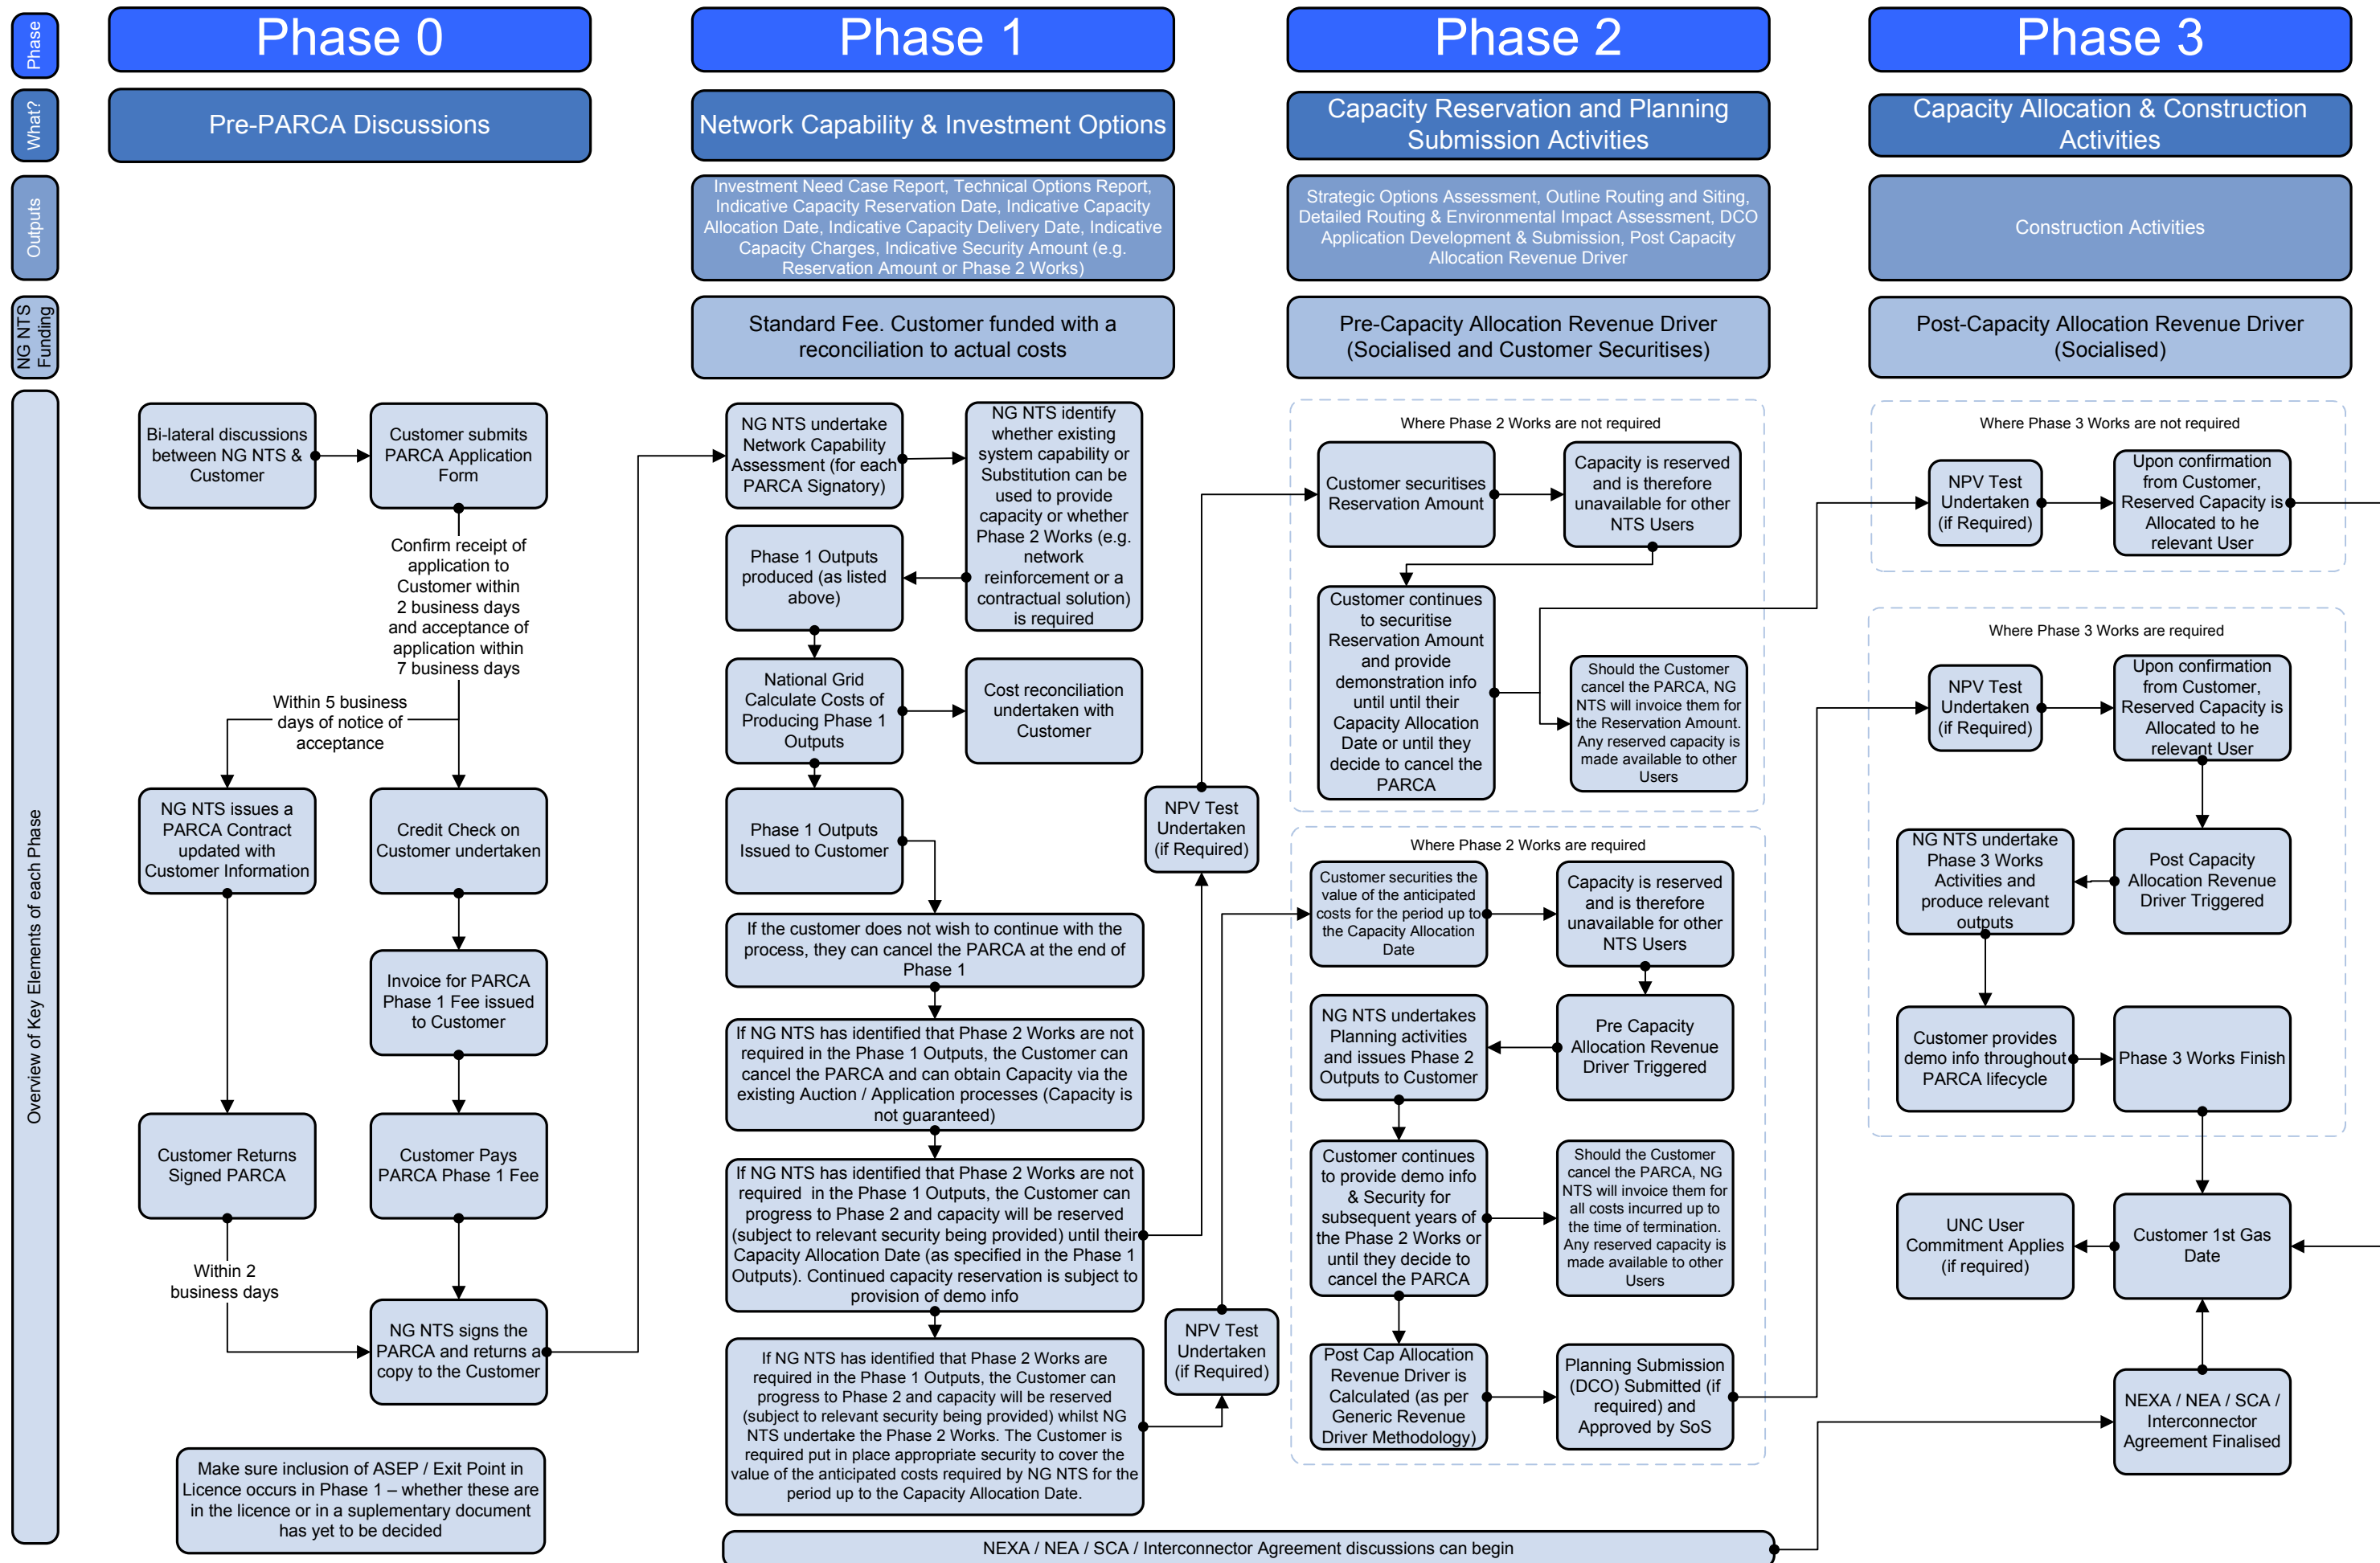 Phase
Phase 0
Phase 1
Phase 2
Phase 3
What?
Pre-PARCA Discussions
Network Capability & Investment Options
Capacity Reservation and Planning
Submission Activities
Capacity Allocation & Construction
Activities
Outputs
Investment Need Case Report, Technical Options Report,
Indicative Capacity Reservation Date, Indicative Capacity
Allocation Date, Indicative Capacity Delivery Date, Indicative
Capacity Charges, Indicative Security Amount (e.g.
Reservation Amount or Phase 2 Works)
Strategic Options Assessment, Outline Routing and Siting,
Detailed Routing & Environmental Impact Assessment, DCO
Application Development & Submission, Post Capacity
Allocation Revenue Driver
Construction Activities
NG NTS
Funding
Standard Fee. Customer funded with a
reconciliation to actual costs
Pre-Capacity Allocation Revenue Driver
(Socialised and Customer Securitises)
Post-Capacity Allocation Revenue Driver
(Socialised)
Overview of Key Elements of each Phase
Bi-lateral discussions
between NG NTS &
Customer
Customer submits
PARCA Application
Form
Confirm receipt of
application to
Customer within
2 business days
and acceptance of
application within
7 business days
Within 5 business
days of notice of
acceptance
NG NTS issues a
PARCA Contract
updated with
Customer Information
Credit Check on
Customer undertaken
Invoice for PARCA
Phase 1 Fee issued
to Customer
Customer Returns
Signed PARCA
Customer Pays
PARCA Phase 1 Fee
Within 2
business days
NG NTS signs the
PARCA and returns a
copy to the Customer
Make sure inclusion of ASEP / Exit Point in
Licence occurs in Phase 1 – whether these are
in the licence or in a suplementary document
has yet to be decided
NG NTS undertake
Network Capability
Assessment (for each
PARCA Signatory)
NG NTS identify
whether existing
system capability or
Substitution can be
used to provide
capacity or whether
Phase 2 Works (e.g.
network
reinforcement or a
contractual solution)
is required
Phase 1 Outputs
produced (as listed
above)
National Grid
Calculate Costs of
Producing Phase 1
Outputs
Cost reconciliation
undertaken with
Customer
Phase 1 Outputs
Issued to Customer
If the customer does not wish to continue with the
process, they can cancel the PARCA at the end of
Phase 1
If NG NTS has identified that Phase 2 Works are not
required in the Phase 1 Outputs, the Customer can
cancel the PARCA and can obtain Capacity via the
existing Auction / Application processes (Capacity is
not guaranteed)
If NG NTS has identified that Phase 2 Works are not
required in the Phase 1 Outputs, the Customer can
progress to Phase 2 and capacity will be reserved
(subject to relevant security being provided) until their
Capacity Allocation Date (as specified in the Phase 1
Outputs). Continued capacity reservation is subject to
provision of demo info
If NG NTS has identified that Phase 2 Works are
required in the Phase 1 Outputs, the Customer can
progress to Phase 2 and capacity will be reserved
(subject to relevant security being provided) whilst NG
NTS undertake the Phase 2 Works. The Customer is
required put in place appropriate security to cover the
value of the anticipated costs required by NG NTS for the
period up to the Capacity Allocation Date.
NPV Test
Undertaken
(if Required)
NPV Test
Undertaken
(if Required)
NEXA / NEA / SCA / Interconnector Agreement discussions can begin
Where Phase 2 Works are not required
Customer securitises
Reservation Amount
Capacity is reserved
and is therefore
unavailable for other
NTS Users
Customer continues
to securitise
Reservation Amount
and provide
demonstration info
until until their
Capacity Allocation
Date or until they
decide to cancel the
PARCA
Should the Customer
cancel the PARCA, NG
NTS will invoice them for
the Reservation Amount.
Any reserved capacity is
made available to other
Users
Where Phase 2 Works are required
Customer securities the
value of the anticipated
costs for the period up to
the Capacity Allocation
Date
Capacity is reserved
and is therefore
unavailable for other
NTS Users
NG NTS undertakes
Planning activities
and issues Phase 2
Outputs to Customer
Pre Capacity
Allocation Revenue
Driver Triggered
Customer continues
to provide demo info
& Security for
subsequent years of
the Phase 2 Works or
until they decide to
cancel the PARCA
Should the Customer
cancel the PARCA, NG
NTS will invoice them for
all costs incurred up to
the time of termination.
Any reserved capacity is
made available to other
Users
Post Cap Allocation
Revenue Driver is
Calculated (as per
Generic Revenue
Driver Methodology)
Planning Submission
(DCO) Submitted (if
required) and
Approved by SoS
Where Phase 3 Works are not required
NPV Test
Undertaken
(if Required)
Upon confirmation
from Customer,
Reserved Capacity is
Allocated to he
relevant User
Where Phase 3 Works are required
NPV Test
Undertaken
(if Required)
Upon confirmation
from Customer,
Reserved Capacity is
Allocated to he
relevant User
NG NTS undertake
Phase 3 Works
Activities and
produce relevant
outputs
Post Capacity
Allocation Revenue
Driver Triggered
Customer provides
demo info throughout
PARCA lifecycle
Phase 3 Works Finish
UNC User
Commitment Applies
(if required)
Customer 1st Gas
Date
NEXA / NEA / SCA /
Interconnector
Agreement Finalised